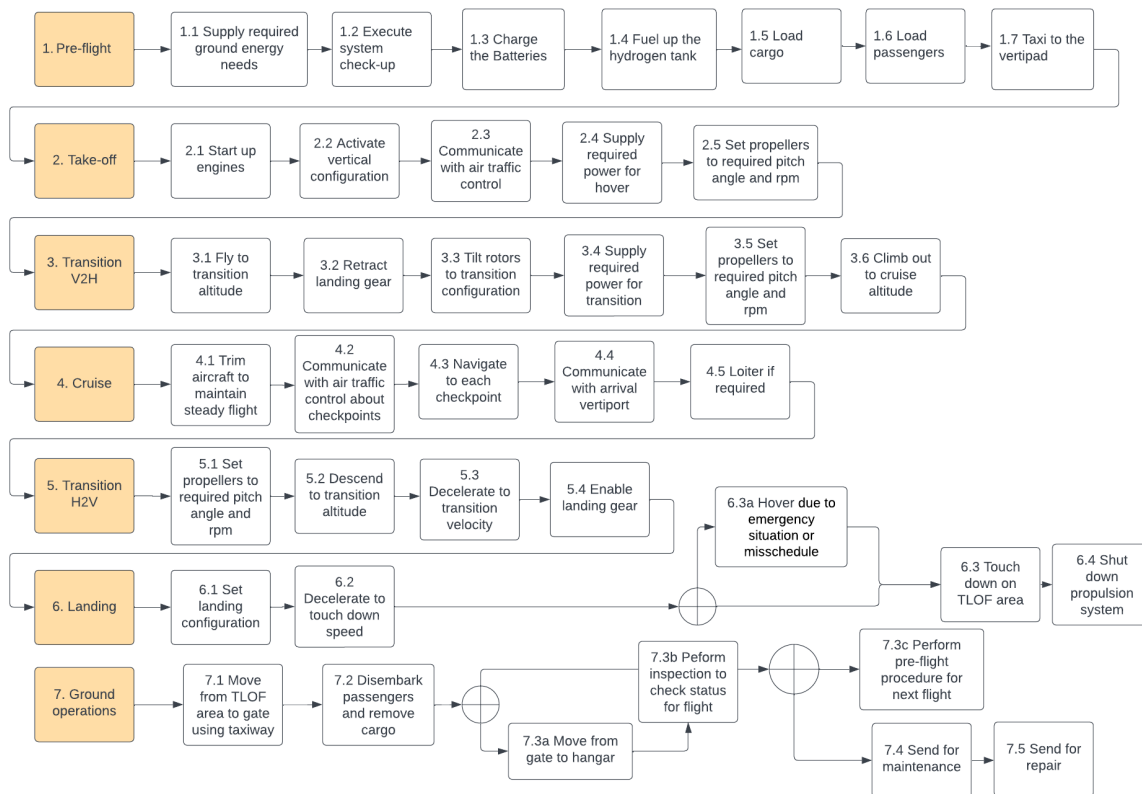 1. Pre-flight
1.1 Supply required
ground energy
needs
1.2 Execute
system
check-up
1.3 Charge
the Batteries
1.4 Fuel up the
hydrogen tank
1.5 Load
cargo
1.6 Load
passengers
1.7 Taxi to the
vertipad
2. Take-off
2.1 Start up
engines
2.2 Activate
vertical
configuration
2.3
Communicate
with air traffic
control
2.4 Supply
required
power for
hover
2.5 Set propellers
to required pitch
angle and rpm
3. Transition
V2H
3.1 Fly to
transition
altitude
3.2 Retract
landing gear
3.3 Tilt rotors
to transition
configuration
3.4 Supply
required
power for
transition
3.5 Set
propellers to
required pitch
angle and
rpm
3.6 Climb out
to cruise
altitude
4. Cruise
4.1 Trim
aircraft to
maintain
steady flight
4.2
Communicate
with air traffic
control about
checkpoints
4.3 Navigate
to each
checkpoint
4.4
Communicate
with arrival
vertiport
4.5 Loiter if
required
5. Transition
H2V
5.1 Set
propellers to
required pitch
angle and
rpm
5.2 Descend
to transition
altitude
5.3
Decelerate to
transition
velocity
5.4 Enable
landing gear
6.3a Hover due to
emergency
situation or
misschedule
6. Landing
6.1 Set
landing
configuration
6.2
Decelerate to
touch down
speed
6.3 Touch
down on
TLOF area
6.4 Shut
down
propulsion
system
7. Ground
operations
7.1 Move
from TLOF
area to gate
using taxiway
7.2 Disembark
passengers
and remove
cargo
7.3a Move from
gate to hangar
7.3b Peform
inspection to
check status
for flight
7.3c Perform
pre-flight
procedure for
next flight
7.4 Send for
maintenance
7.5 Send for
repair